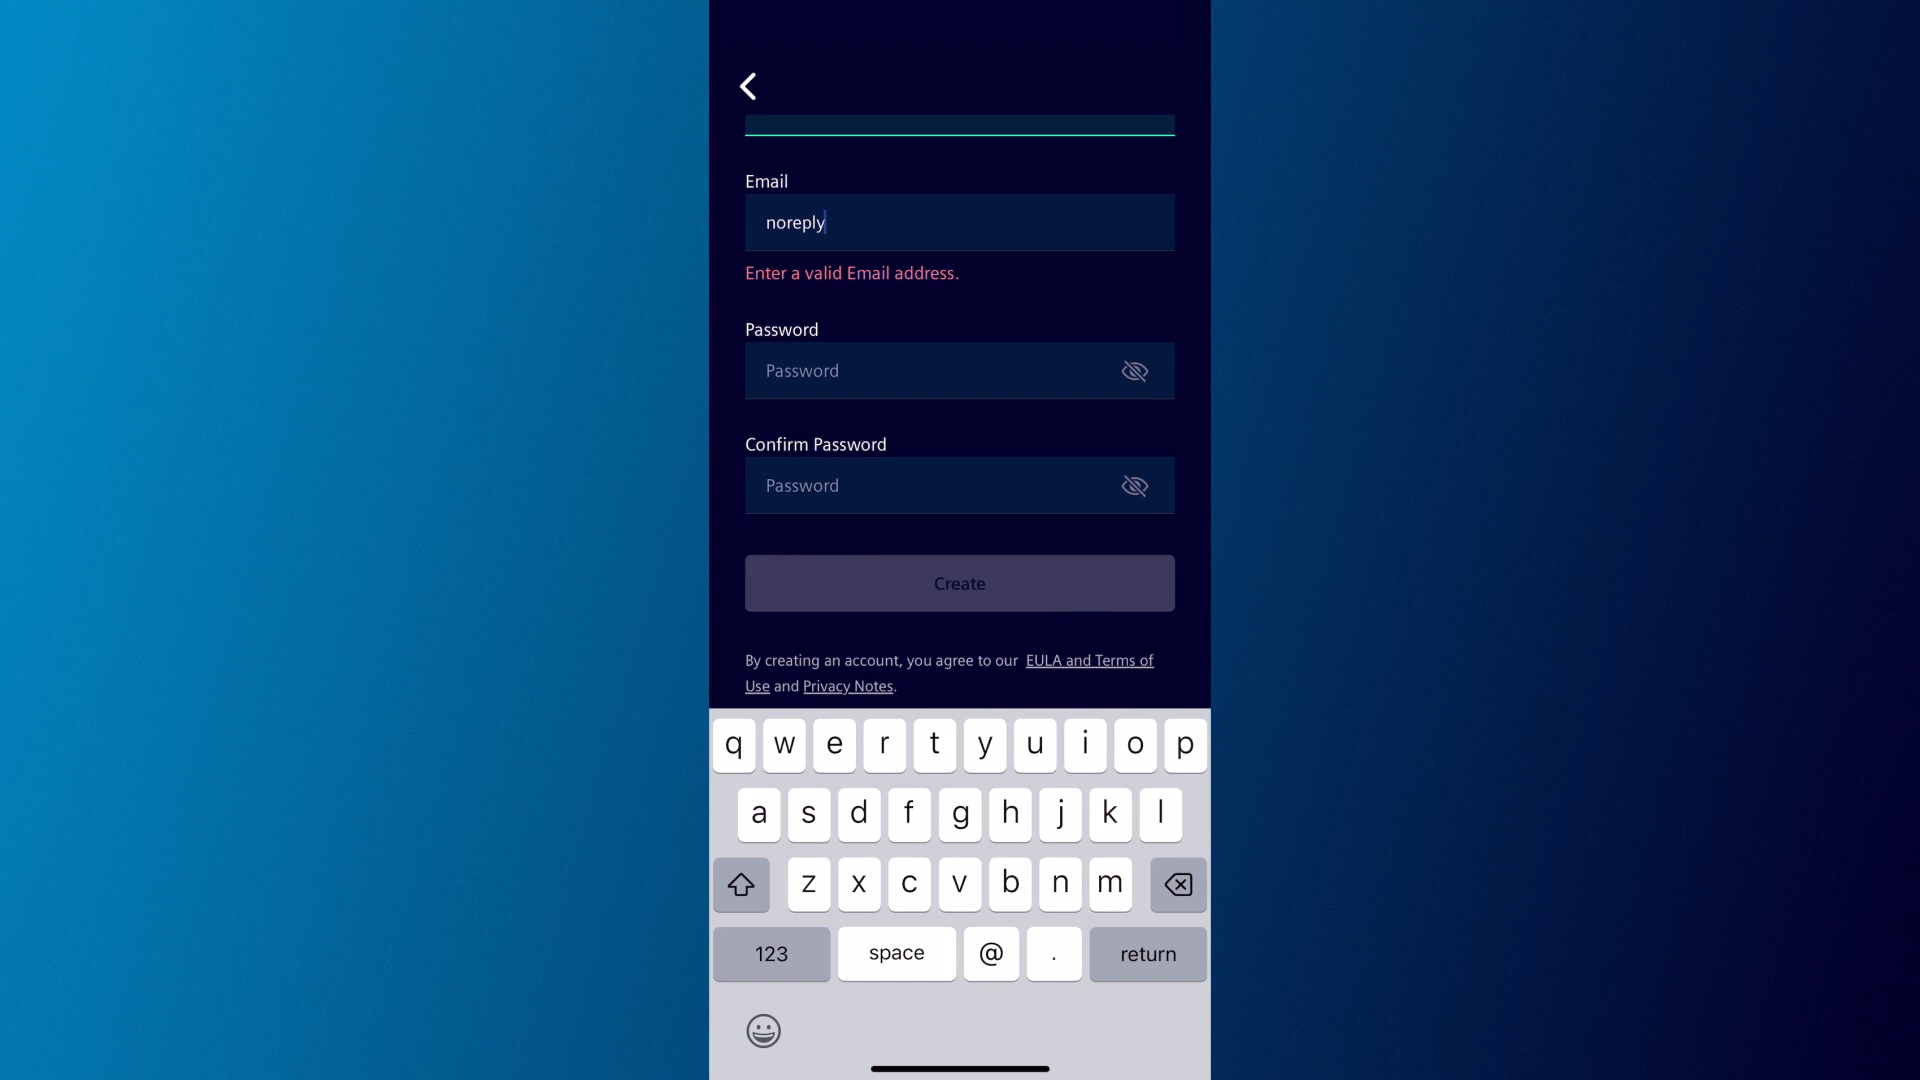 Email
noreply
Enter a valid Email address.
Password
Password
Confirm Password
Password
Create
By creating an account, you agree to our EULA and Terms of
Use and Privacy Notes.
q w e r t y u i o p
a s d f g h j k l
z x c v b n m
123 space @ . return